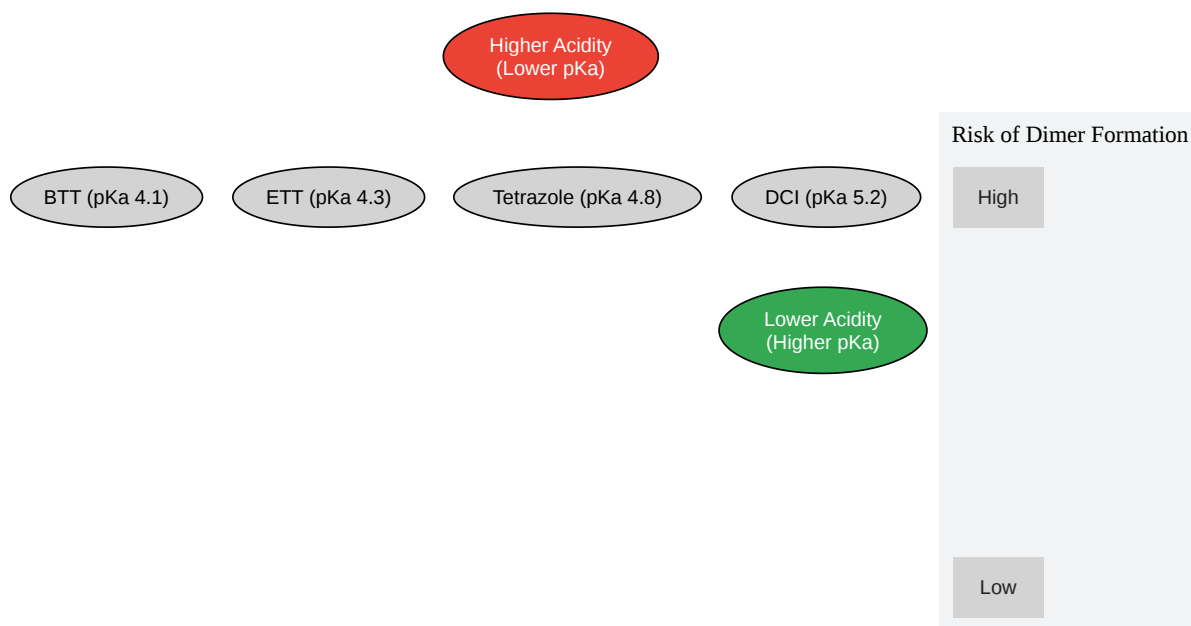 Higher Acidity
(Lower pKa)
Risk of Dimer Formation
BTT (pKa 4.1)
ETT (pKa 4.3)
Tetrazole (pKa 4.8)
DCI (pKa 5.2)
High
Lower Acidity
(Higher pKa)
Low